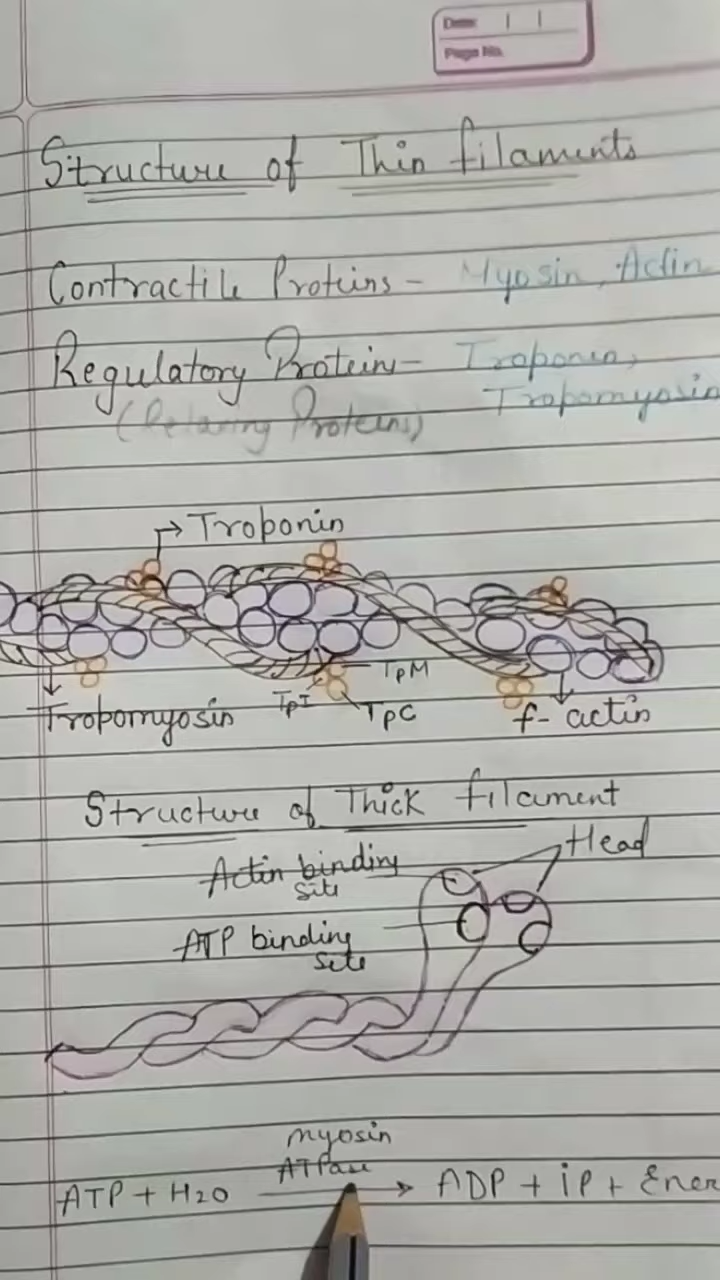 Date:
Page No.
Structure of Thin filaments
Contractile Proteins - Myosin, Actin
Regulatory Protein - Troponin,
(Relaxing Proteins) Tropomyosin
Troponin
TpM
TpI
TpC
Tropomyosin
f- actin
Structure of Thick filament
Head
Actin binding
site
ATP binding
site
myosin
ATPase
ATP + H2O ADP + iP + Ener